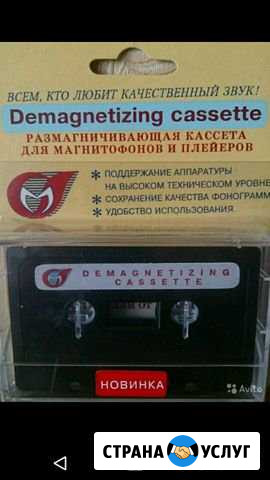 ВСЕМ, КТО ЛЮБИТ КАЧЕСТВЕННЫЙ ЗВУК!
Demagnetizing cassette
РАЗМАГНИЧИВАЮЩАЯ КАССЕТА
ДЛЯ МАГНИТОФОНОВ И ПЛЕЙЕРОВ
* ПОДДЕРЖАНИЕ АППАРАТУРЫ
НА ВЫСОКОМ ТЕХНИЧЕСКОМ УРОВНЕ
* СОХРАНЕНИЕ КАЧЕСТВА ФОНОГРАММ
* УДОБСТВО ИСПОЛЬЗОВАНИЯ
DEMAGNETIZING
CASSETTE
НОВИНКА
Avito
СТРАНА УСЛУГ